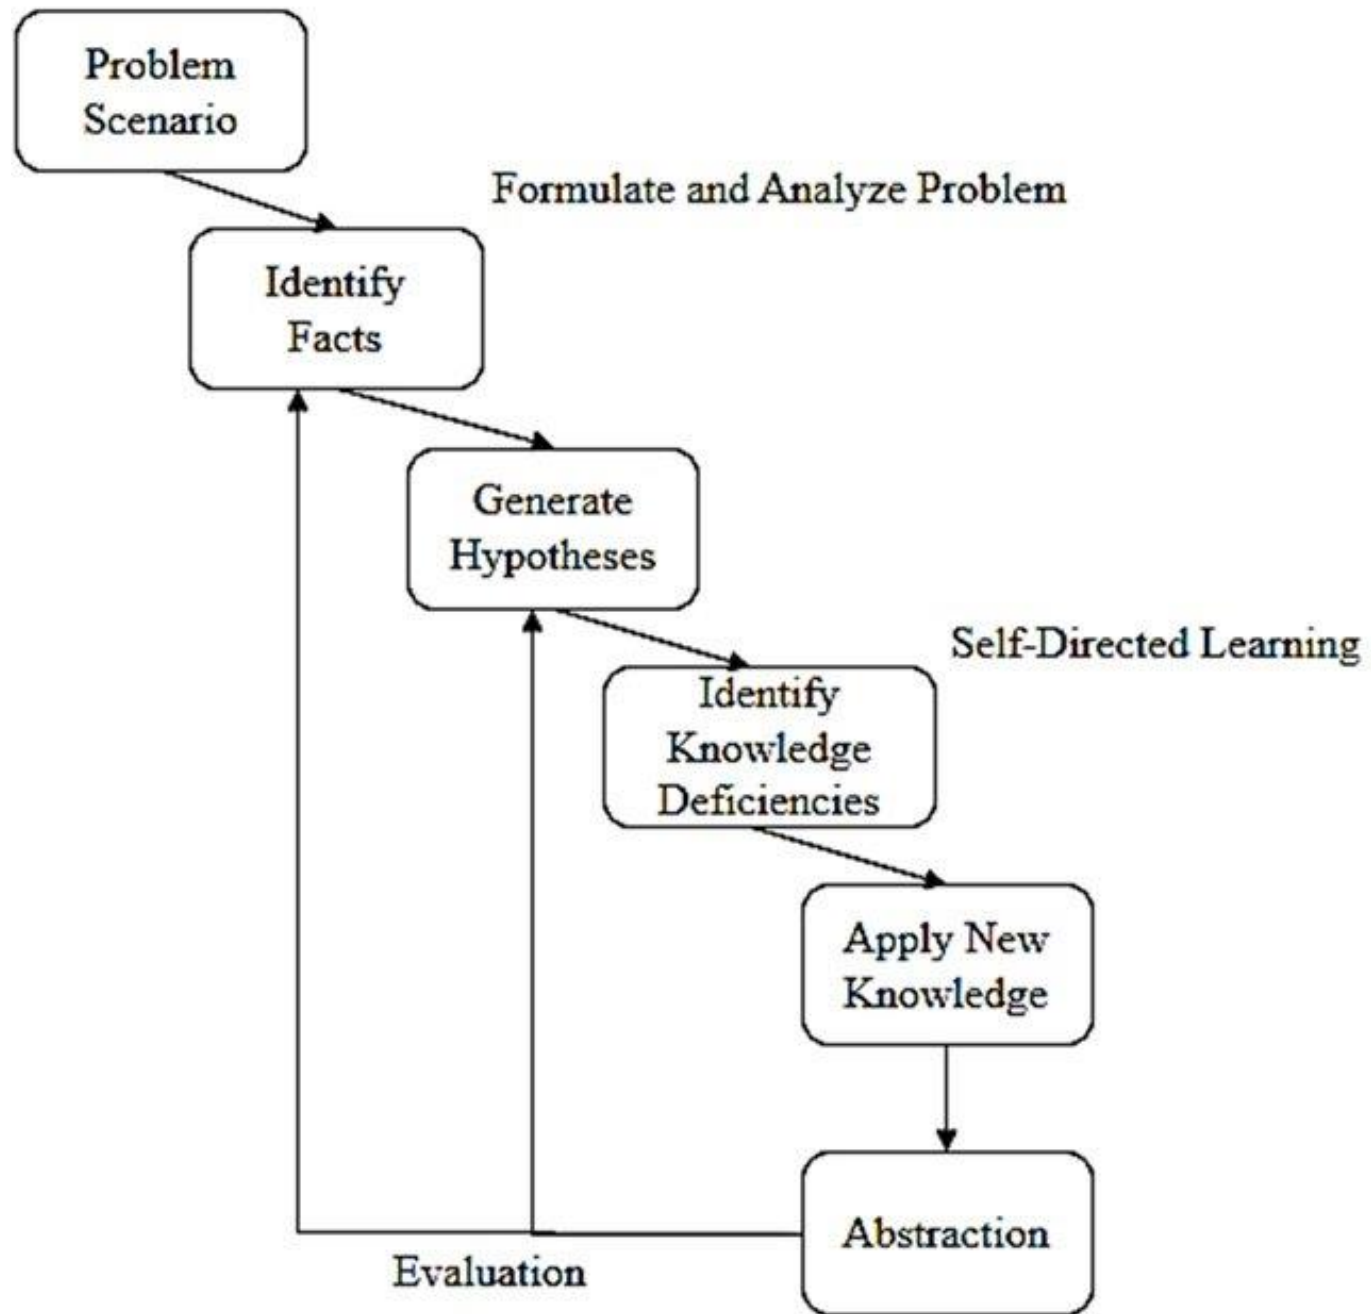 Problem
Scenario
Formulate and Analyze Problem
Identify
Facts
Generate
Hypotheses
Self-Directed Learning
Identify
Knowledge
Deficiencies
Apply New
Knowledge
Abstraction
Evaluation